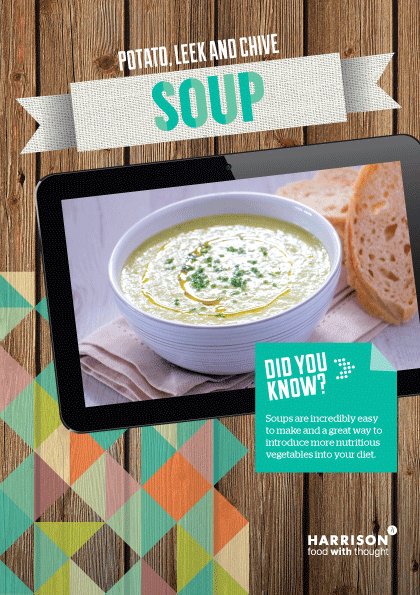 POTATO, LEEK AND CHIVE
SOUP
DID YOU
KNOW?
Soups are incredibly easy
to make and a great way to
introduce more nutritious
vegetables into your diet.
HARRISON
food with thought